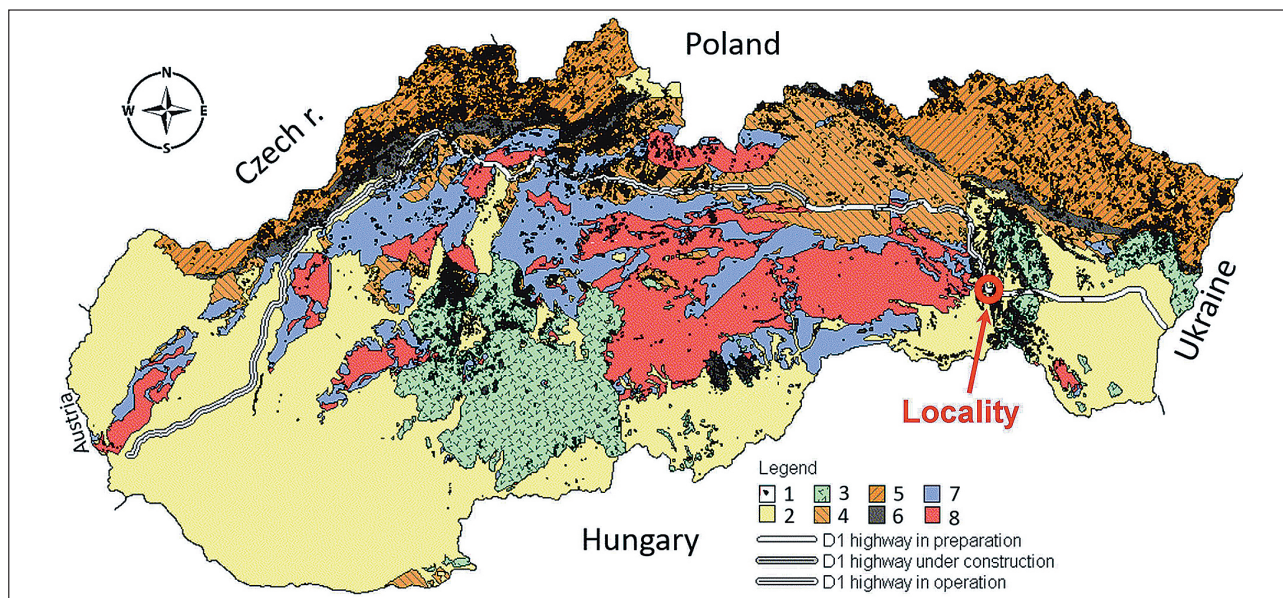 Poland
N
W E
S
Czech r.
Austria
Ukraine
Locality
Hungary
Legend
1 3 5 7
2 4 6 8
D1 highway in preparation
D1 highway under construction
D1 highway in operation